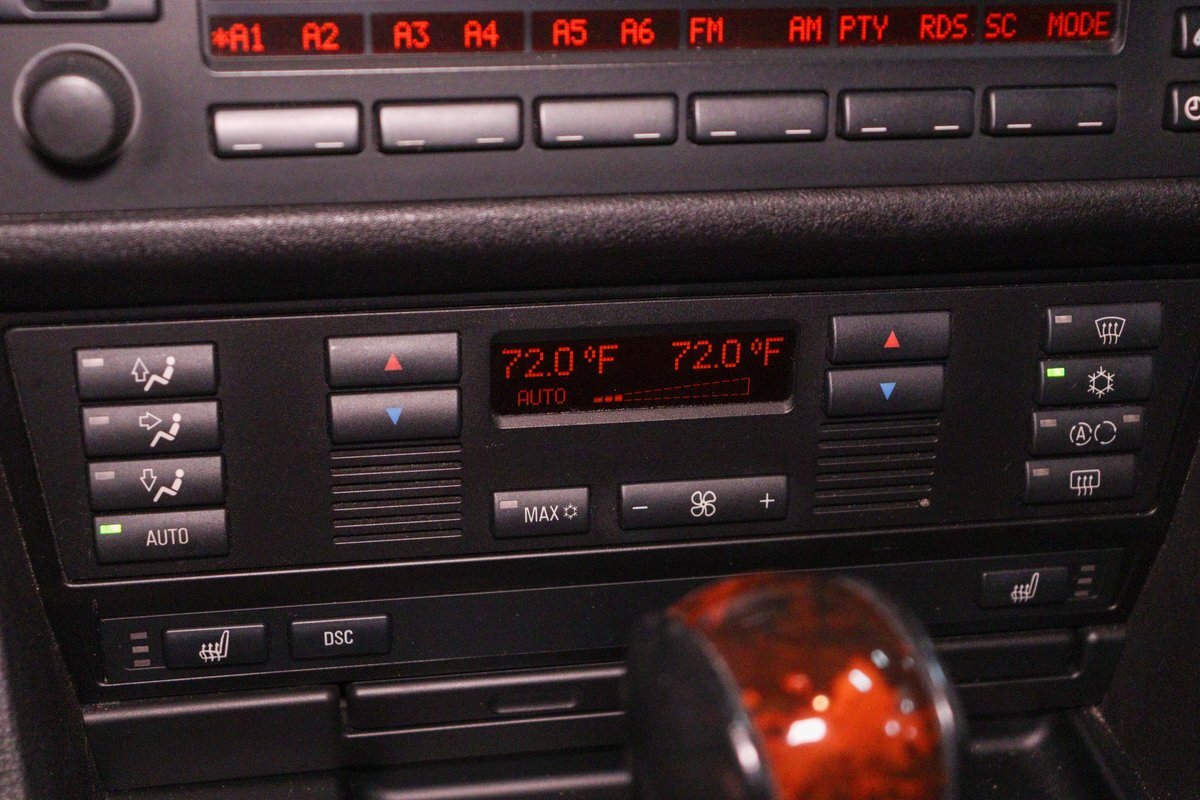 *A1 A2 A3 A4 A5 A6 FM AM PTY RDS SC MODE
72.0 °F 72.0 °F
AUTO
MAX
- +
A
AUTO
DSC